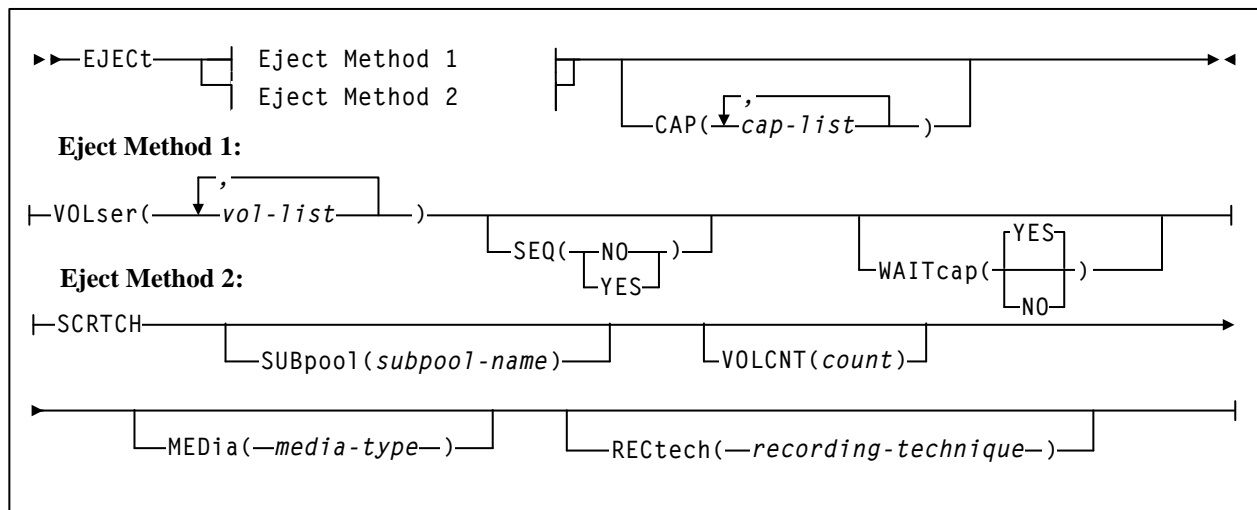 EJECt Eject Method 1
Eject Method 2
,
CAP( cap-list )
Eject Method 1:
,
VOLser( vol-list )
SEQ( NO )
YES
YES
WAITcap( )
NO
Eject Method 2:
SCRTCH
SUBpool(subpool-name) VOLCNT(count)
MEDia( media-type ) RECtech( recording-technique )